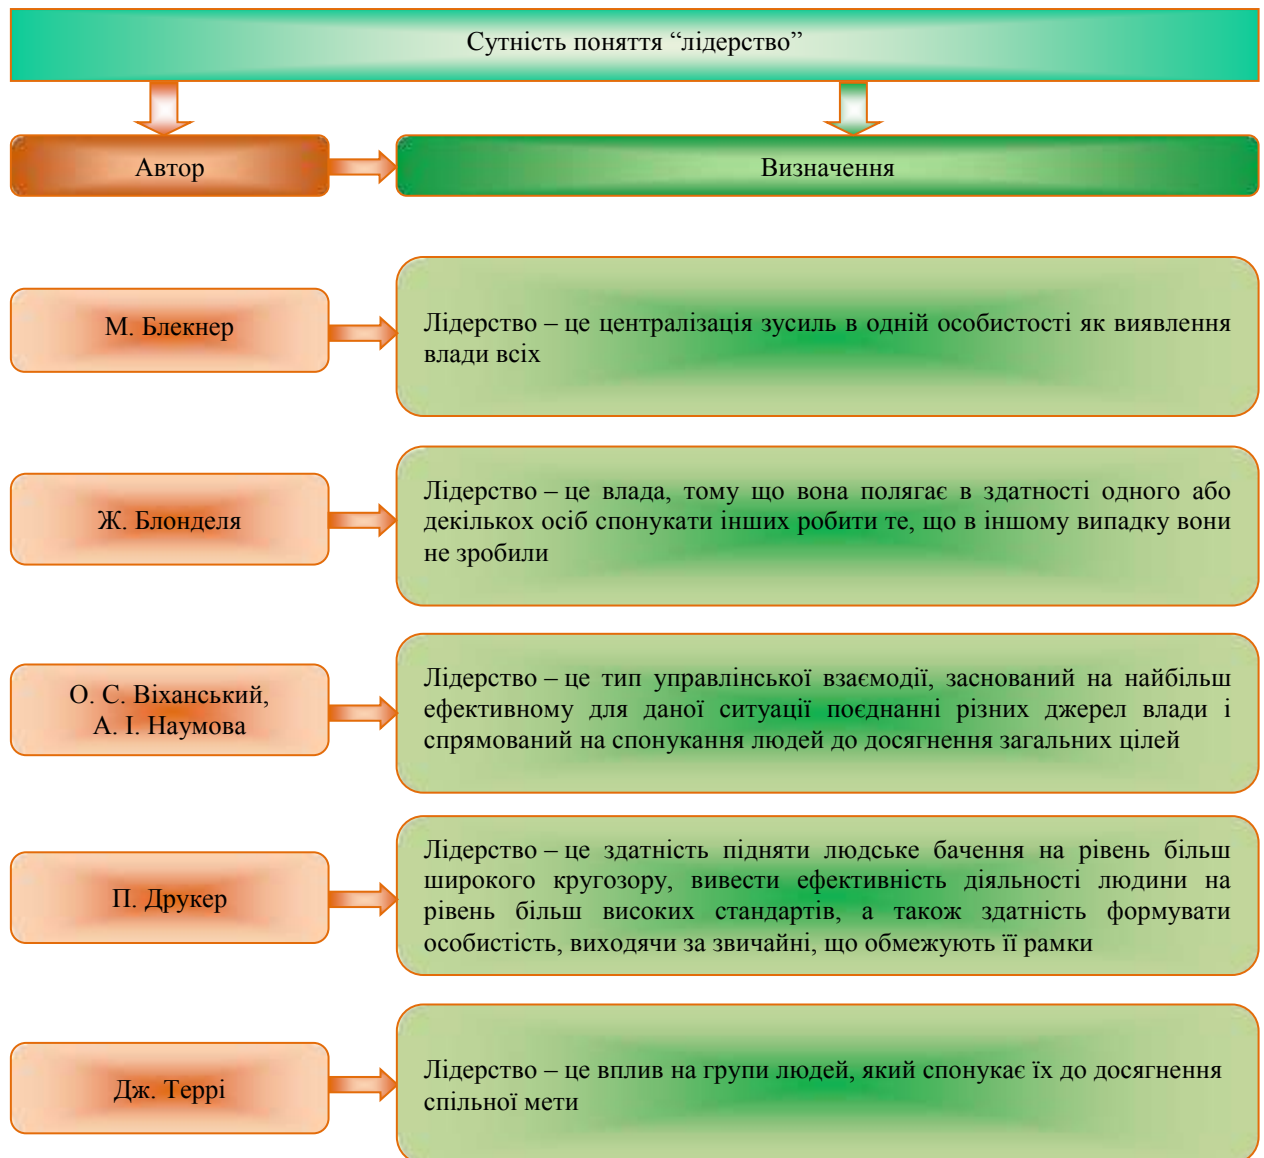 Сутність поняття “лідерство”
Автор
Визначення
М. Блекнер
Лідерство – це централізація зусиль в одній особистості як виявлення
влади всіх
Ж. Блонделя
Лідерство – це влада, тому що вона полягає в здатності одного або
декількох осіб спонукати інших робити те, що в іншому випадку вони
не зробили
О. С. Віханський,
А. І. Наумова
Лідерство – це тип управлінської взаємодії, заснований на найбільш
ефективному для даної ситуації поєднанні різних джерел влади і
спрямований на спонукання людей до досягнення загальних цілей
П. Друкер
Лідерство – це здатність підняти людське бачення на рівень більш
широкого кругозору, вивести ефективність діяльності людини на
рівень більш високих стандартів, а також здатність формувати
особистість, виходячи за звичайні, що обмежують її рамки
Дж. Террі
Лідерство – це вплив на групи людей, який спонукає їх до досягнення
спільної мети